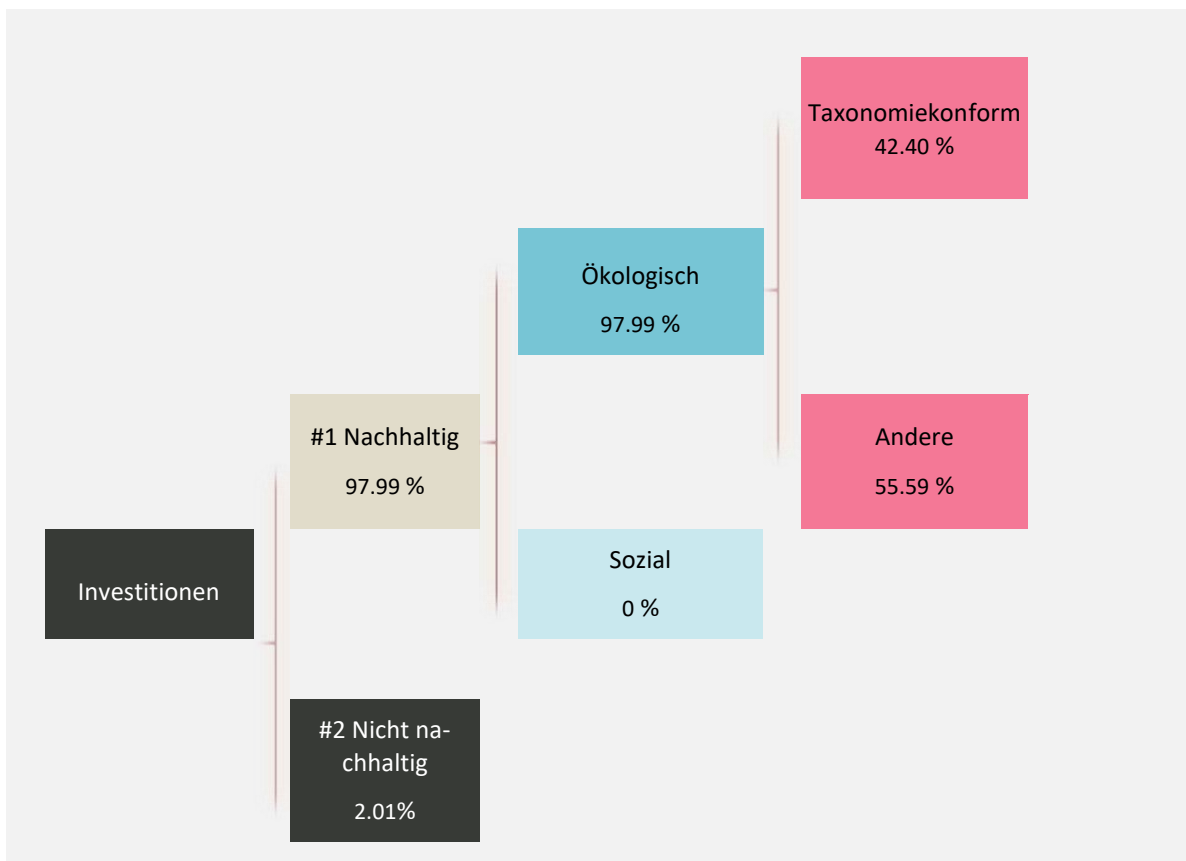 Taxonomiekonform
42.40 %
Ökologisch
97.99 %
#1 Nachhaltig
97.99 %
Andere
55.59 %
Investitionen
Sozial
0 %
#2 Nicht na-
chhaltig
2.01%